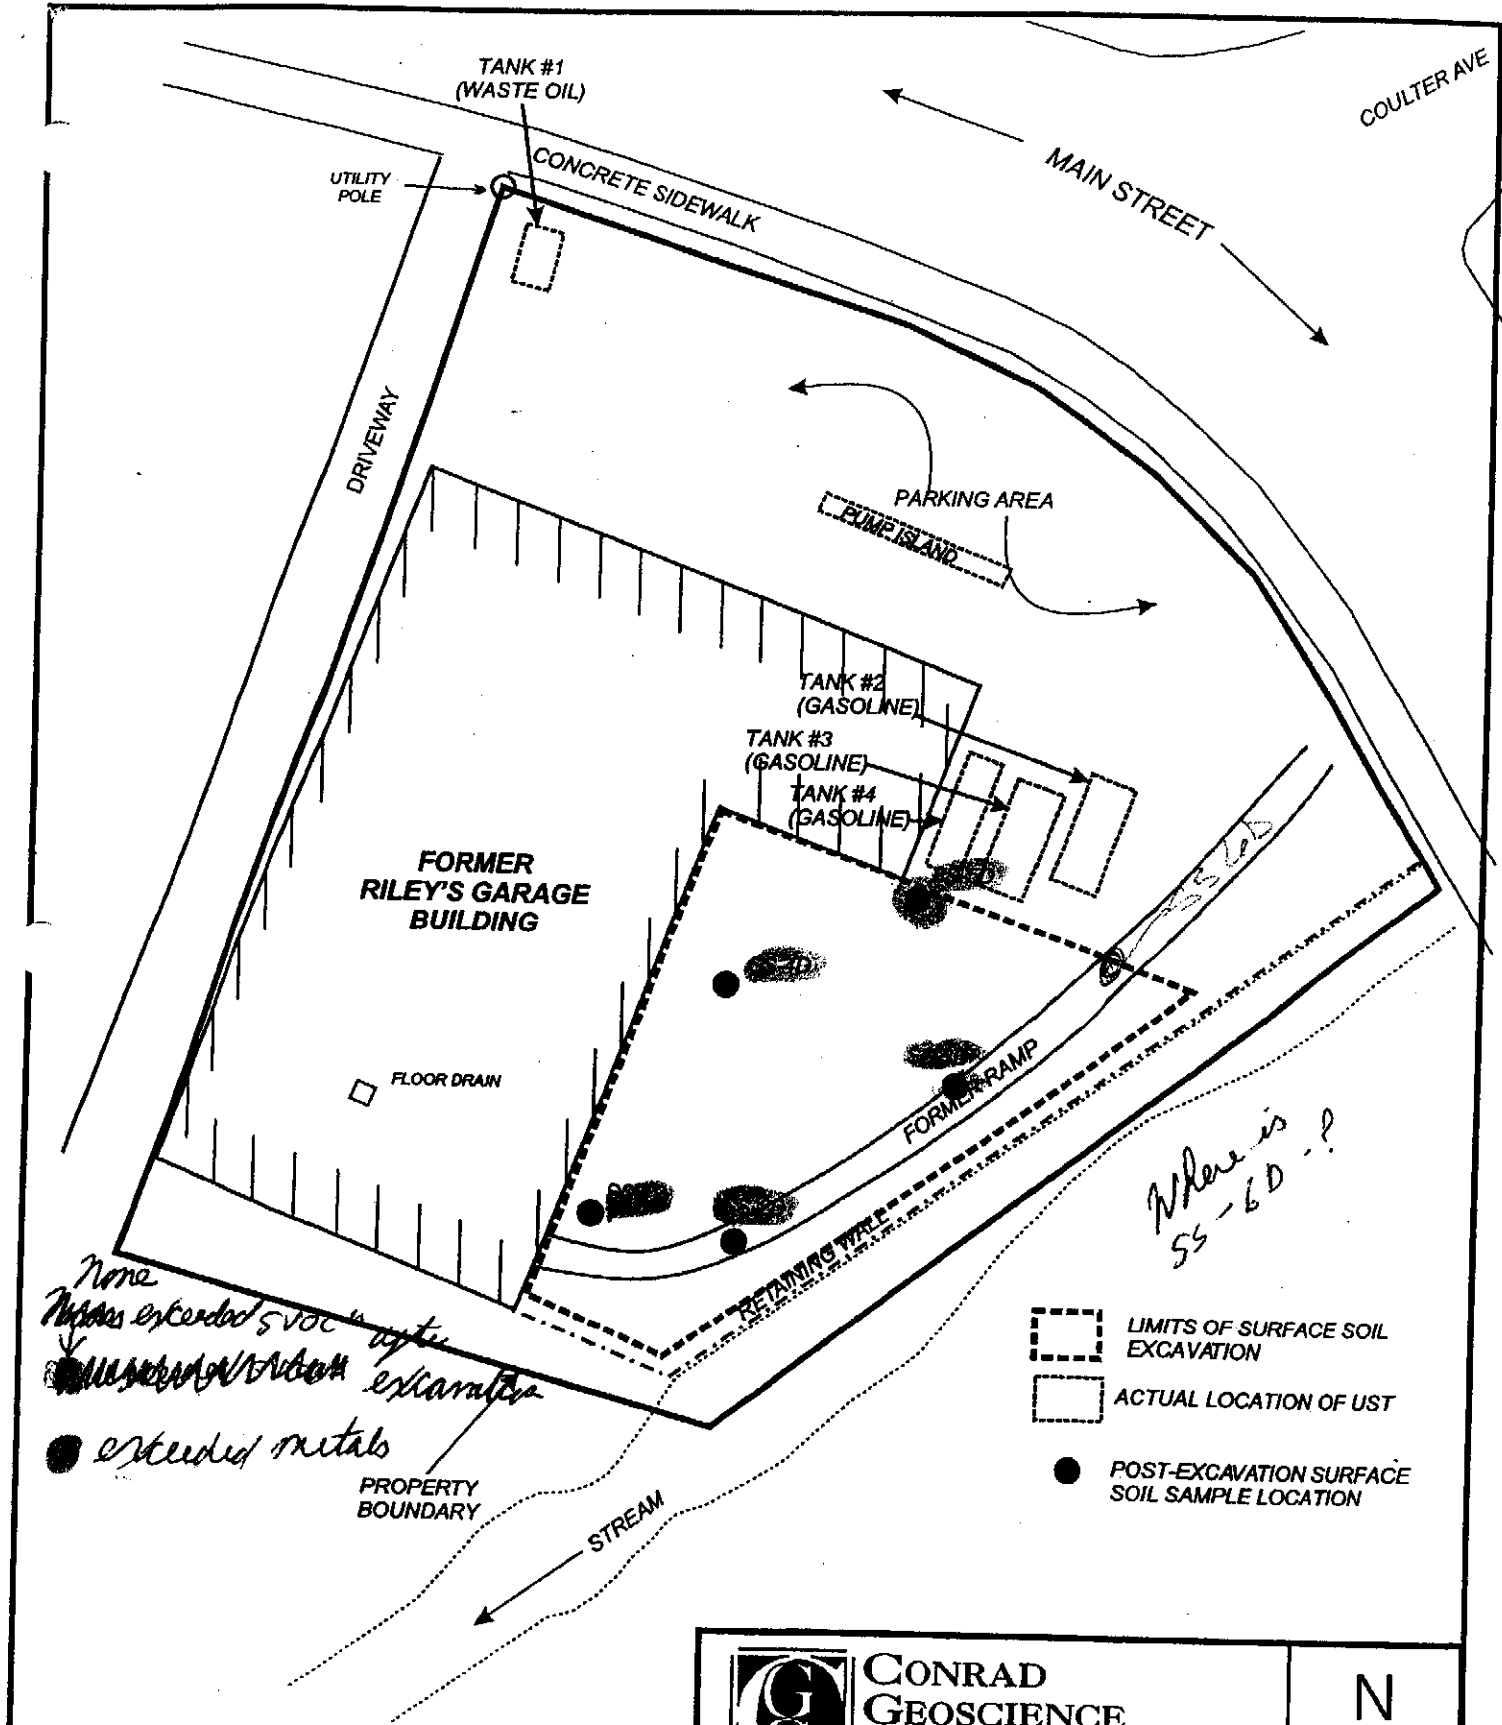 TANK #1
(WASTE OIL)
COULTER AVE
MAIN STREET
CONCRETE SIDEWALK
UTILITY
POLE
DRIVEWAY
PARKING AREA
PUMP ISLAND
TANK #2
(GASOLINE)
TANK #3
(GASOLINE)
TANK #4
(GASOLINE)
FORMER
RILEY'S GARAGE
BUILDING
SS-6D
FLOOR DRAIN
FORMER RAMP
RETAINING WALL
Where is
SS-6D-?
None
exceeded SVOC's after
excavation
exceeded metals
PROPERTY
BOUNDARY
STREAM
LIMITS OF SURFACE SOIL
EXCAVATION
ACTUAL LOCATION OF UST
POST-EXCAVATION SURFACE
SOIL SAMPLE LOCATION
CONRAD
GEOSCIENCE
N